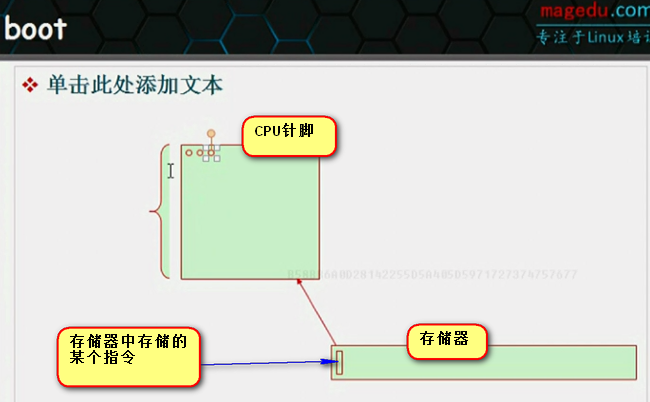 magedu.com
boot
专注于Linux培
❖ 单击此处添加文本
CPU针脚
存储器中存储的
某个指令
存储器